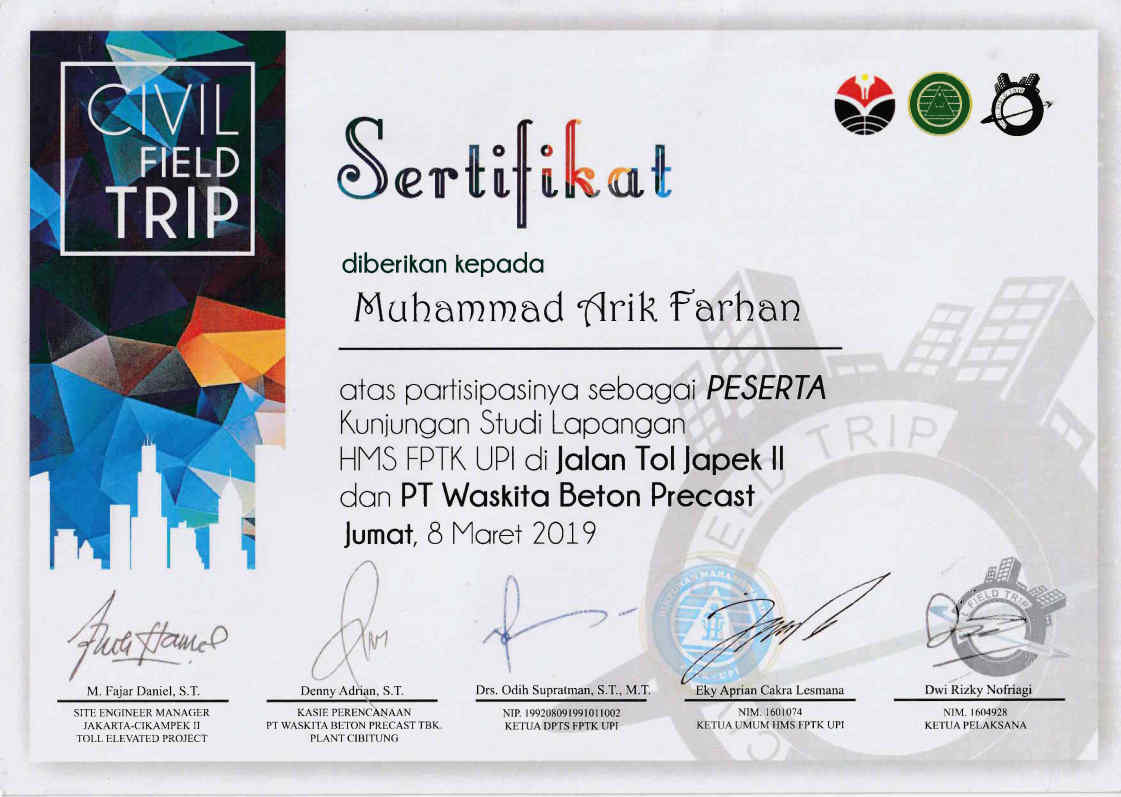 CIVIL
FIELD
TRIP
Sertifikat
diberikan kepada
Muhammad Arik Farhan
atas partisipasinya sebagai PESERTA
Kunjungan Studi Lapangan
HMS FPTK UPI di Jalan Tol Japek II
dan PT Waskita Beton Precast
Jumat, 8 Maret 2019
FIELD TRIP
M. Fajar Daniel, S.T.
SITE ENGINEER MANAGER
JAKARTA-CIKAMPEK II
TOLL ELEVATED PROJECT
Denny Adrian, S.T.
KASIE PERENCANAAN
PT WASKITA BETON PRECAST TBK.
PLANT CIBITUNG
Drs. Odih Supratman, S.T., M.T.
NIP. 199208091991011002
KETUA DPTS FPTK UPI
Eky Aprian Cakra Lesmana
NIM. 1601074
KETUA UMUM HMS FPTK UPI
FIELD TRIP
Dwi Rizky Nofriagi
NIM. 1604928
KETUA PELAKSANA